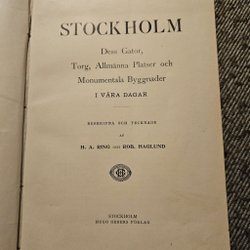 STOCKHOLM
Dess Gator,
Torg, Allmänna Platser och
Monumentala Byggnader
I VÅRA DAGAR
BESKRIFNA OCH TECKNADE
AF
H. A. RING OCH ROB. HAGLUND
STOCKHOLM
HUGO GEBERS FÖRLAG